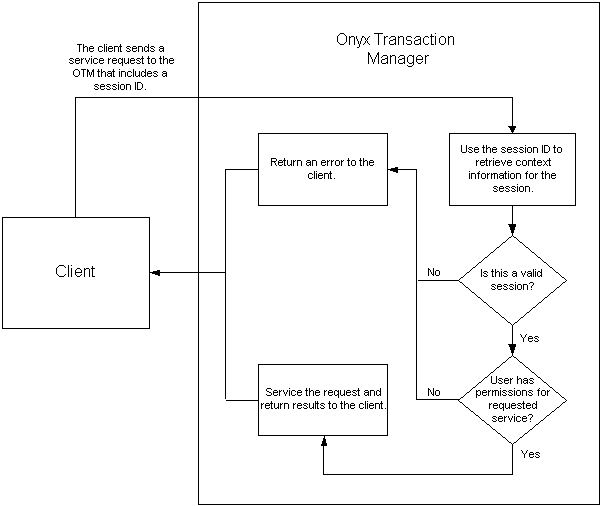 The client sends a
service request to the
OTM that includes a
session ID.
Onyx Transaction
Manager
Return an error to the
client.
Use the session ID to
retrieve context
information for the
session.
Client
No
Is this a valid
session?
Yes
Service the request and
return results to the client.
No
User has
permissions for
requested
service?
Yes